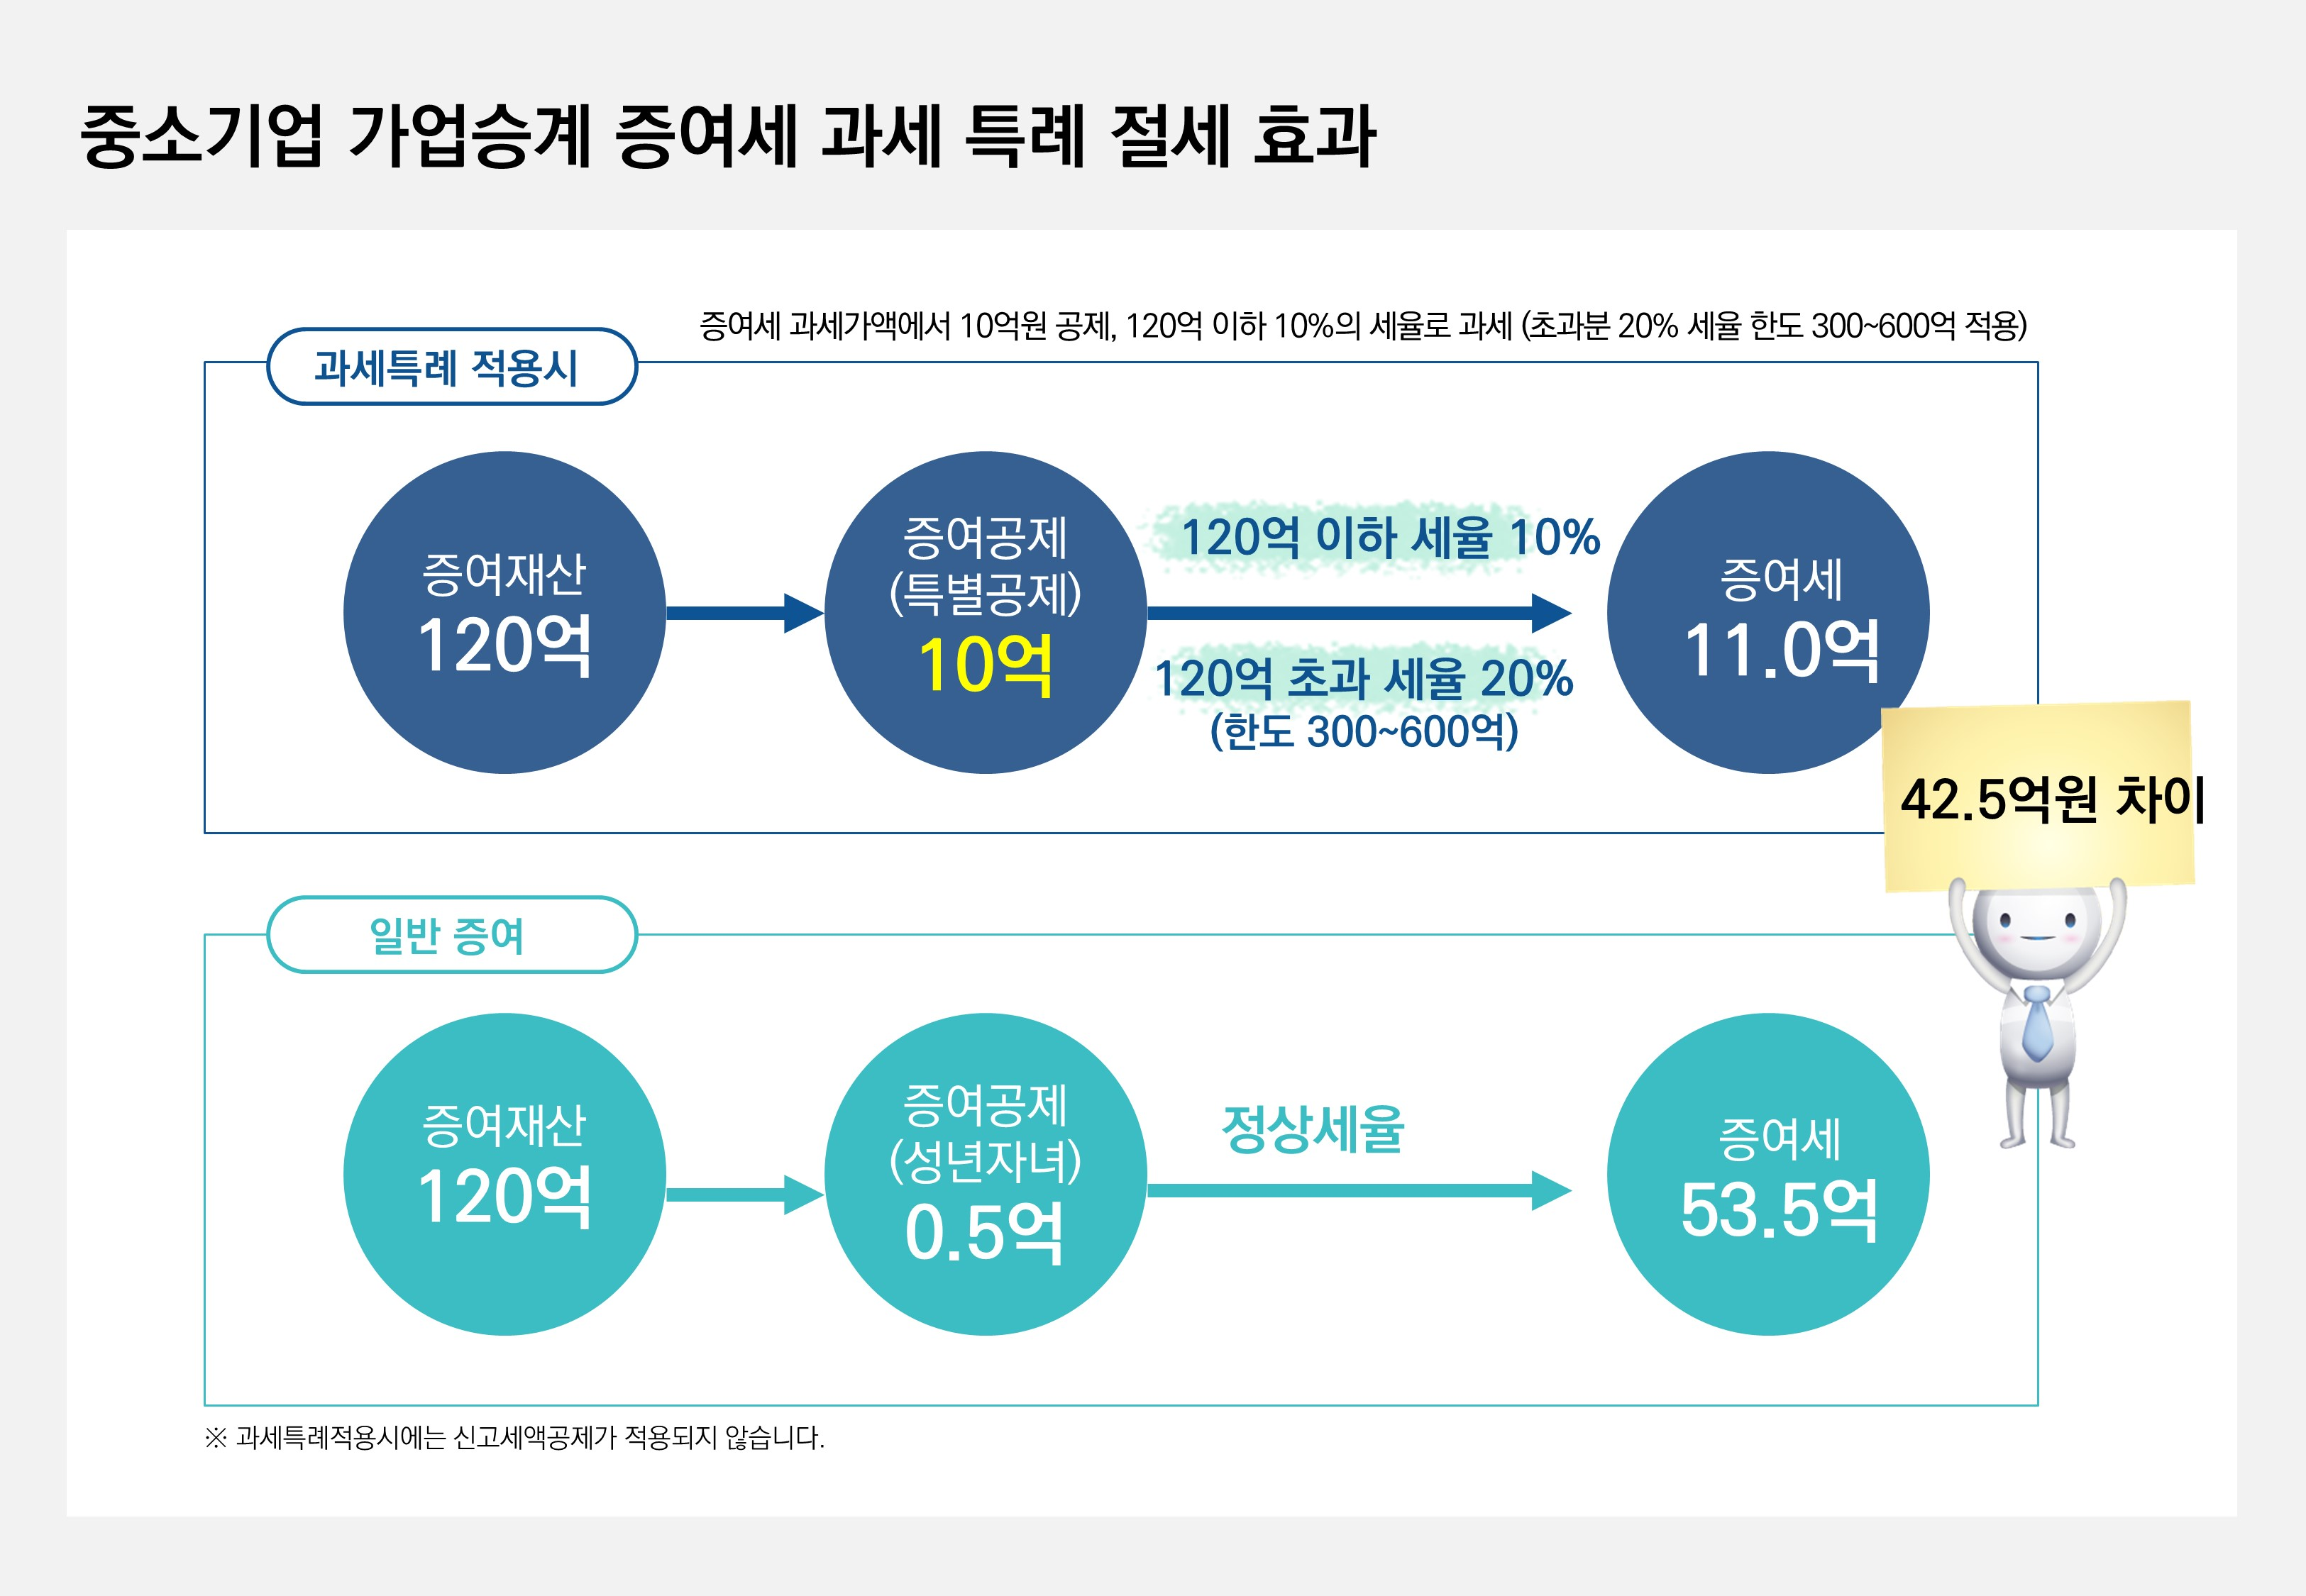 중소기업 가업승계 증여세 과세 특례 절세 효과
증여세 과세가액에서 10억원 공제, 120억 이하 10%의 세율로 과세 (초과분 20% 세율 한도 300~600억 적용)
과세특례 적용시
증여재산
120억
증여공제
(특별공제)
10억
120억 이하 세율 10%
120억 초과 세율 20%
(한도 300~600억)
증여세
11.0억
42.5억원 차이
일반 증여
증여재산
120억
증여공제
(성년자녀)
0.5억
정상세율
증여세
53.5억
※ 과세특례적용시에는 신고세액공제가 적용되지 않습니다.